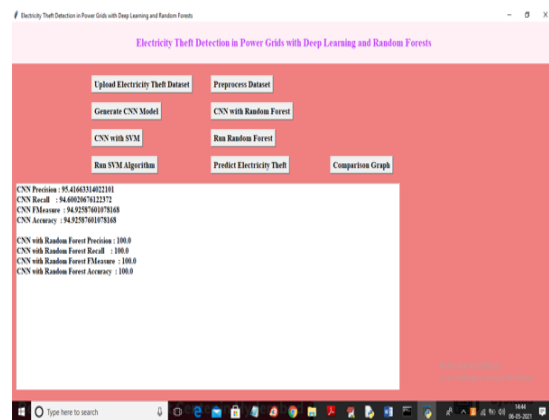 Electricity Theft Detection in Power Grids with Deep Learning and Random Forests
Electricity Theft Detection in Power Grids with Deep Learning and Random Forests
Upload Electricity Theft Dataset
Preprocess Dataset
Generate CNN Model
CNN with Random Forest
CNN with SVM
Run Random Forest
Run SVM Algorithm
Predict Electricity Theft
Comparison Graph
CNN Precision : 95.41663314022101
CNN Recall : 94.60020676122372
CNN FMeasure : 94.92587601078168
CNN Accuracy : 94.92587601078168
CNN with Random Forest Precision : 100.0
CNN with Random Forest Recall : 100.0
CNN with Random Forest FMeasure : 100.0
CNN with Random Forest Accuracy : 100.0
Type here to search
14:44
06-05-2021